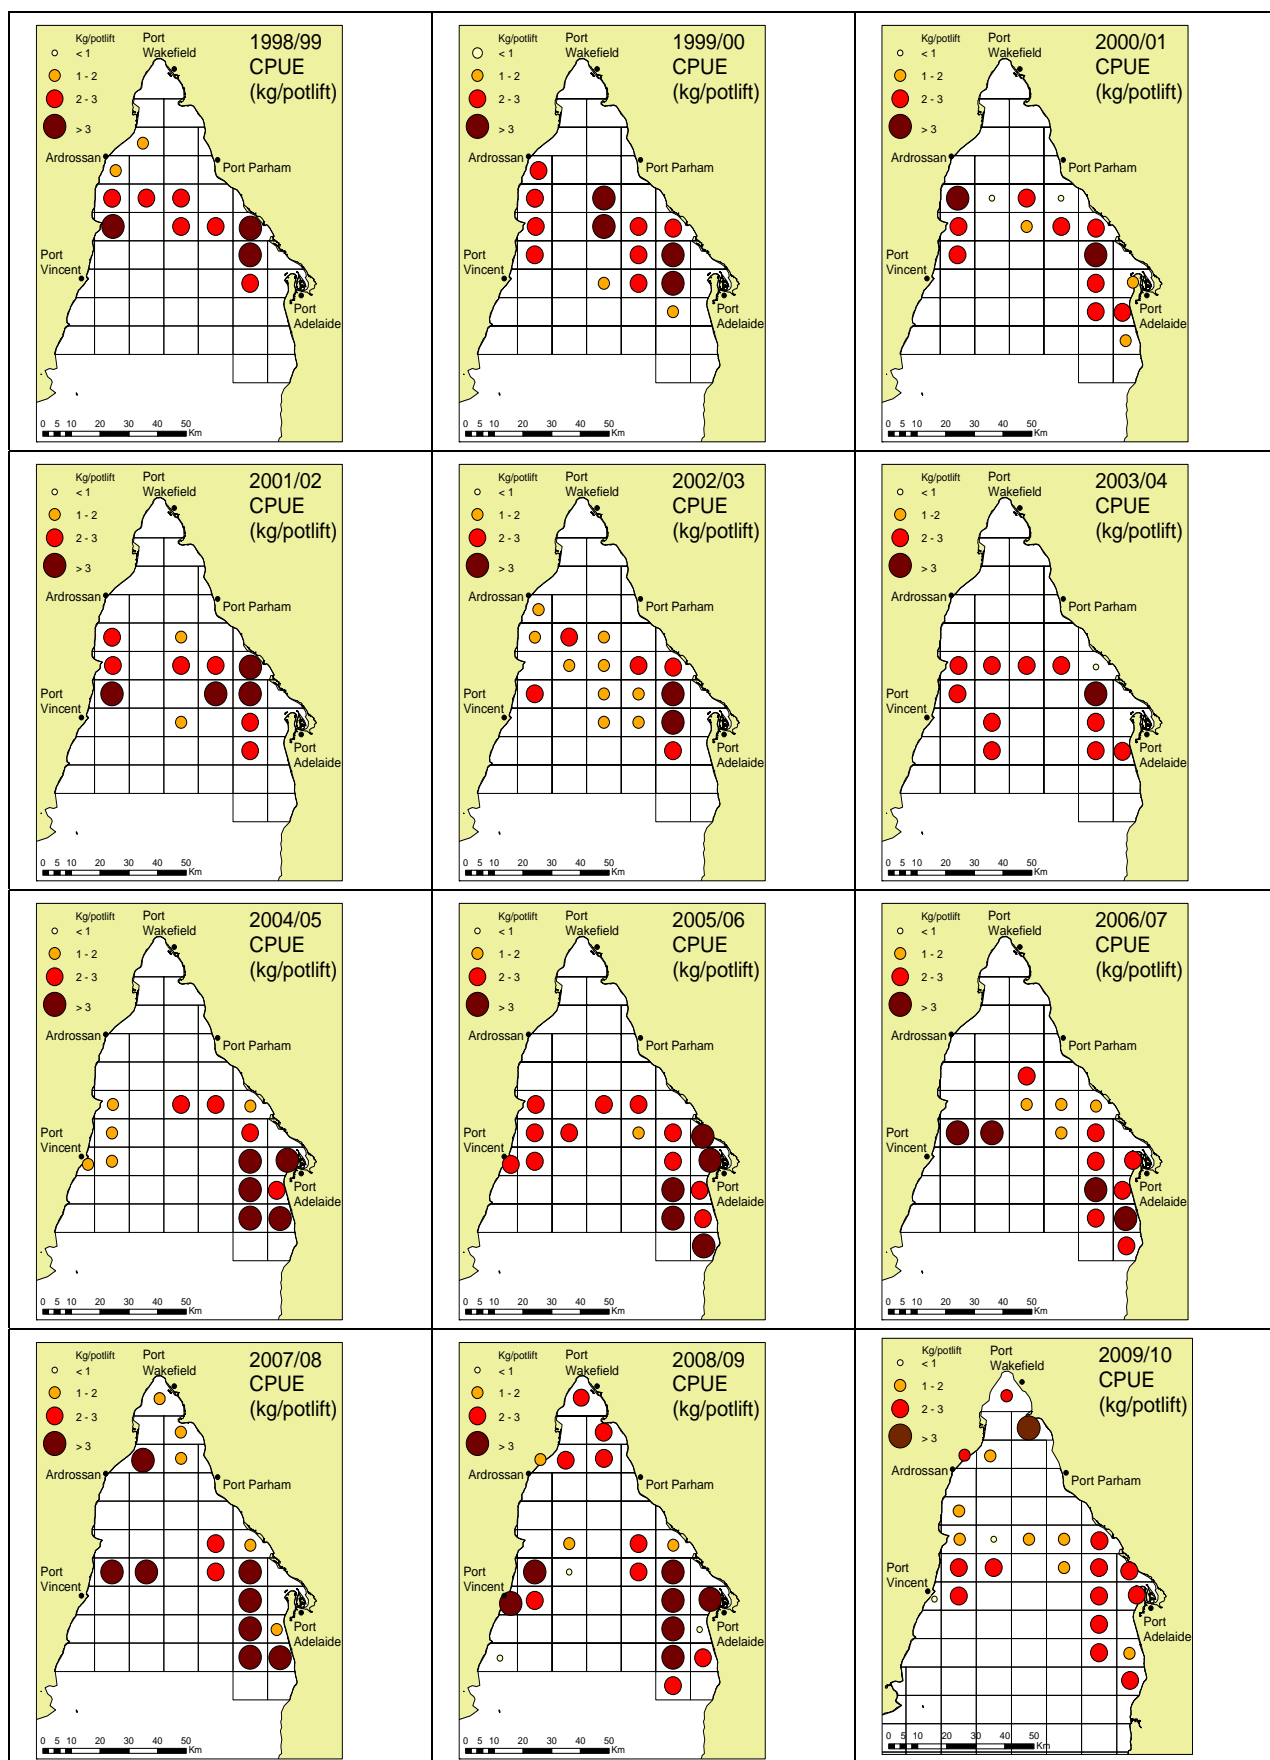 Kg/potlift
< 1
1 - 2
2 - 3
> 3
Port
Wakefield
1998/99
CPUE
(kg/potlift)
Ardrossan
Port Parham
Port
Vincent
Port
Adelaide
0 5 10 20 30 40 50
Km
Kg/potlift
< 1
1 - 2
2 - 3
> 3
Port
Wakefield
1999/00
CPUE
(kg/potlift)
Ardrossan
Port Parham
Port
Vincent
Port
Adelaide
0 5 10 20 30 40 50
Km
Kg/potlift
< 1
1 - 2
2 - 3
> 3
Port
Wakefield
2000/01
CPUE
(kg/potlift)
Ardrossan
Port Parham
Port
Vincent
Port
Adelaide
0 5 10 20 30 40 50
Km
Kg/potlift
< 1
1 - 2
2 - 3
> 3
Port
Wakefield
2001/02
CPUE
(kg/potlift)
Ardrossan
Port Parham
Port
Vincent
Port
Adelaide
0 5 10 20 30 40 50
Km
Kg/potlift
< 1
1 - 2
2 - 3
> 3
Port
Wakefield
2002/03
CPUE
(kg/potlift)
Ardrossan
Port Parham
Port
Vincent
Port
Adelaide
0 5 10 20 30 40 50
Km
Kg/potlift
< 1
1 -2
2 - 3
> 3
Port
Wakefield
2003/04
CPUE
(kg/potlift)
Ardrossan
Port Parham
Port
Vincent
Port
Adelaide
0 5 10 20 30 40 50
Km
Kg/potlift
< 1
1 - 2
2 - 3
> 3
Port
Wakefield
2004/05
CPUE
(kg/potlift)
Ardrossan
Port Parham
Port
Vincent
Port
Adelaide
0 5 10 20 30 40 50
Km
Kg/potlift
< 1
1 - 2
2 - 3
> 3
Port
Wakefield
2005/06
CPUE
(kg/potlift)
Ardrossan
Port Parham
Port
Vincent
Port
Adelaide
0 5 10 20 30 40 50
Km
Kg/potlift
< 1
1 - 2
2 - 3
> 3
Port
Wakefield
2006/07
CPUE
(kg/potlift)
Ardrossan
Port Parham
Port
Vincent
Port
Adelaide
0 5 10 20 30 40 50
Km
Kg/potlift
< 1
1 - 2
2 - 3
> 3
Port
Wakefield
2007/08
CPUE
(kg/potlift)
Ardrossan
Port Parham
Port
Vincent
Port
Adelaide
0 5 10 20 30 40 50
Km
Kg/potlift
< 1
1 - 2
2 - 3
> 3
Port
Wakefield
2008/09
CPUE
(kg/potlift)
Ardrossan
Port Parham
Port
Vincent
Port
Adelaide
0 5 10 20 30 40 50
Km
Kg/potlift
< 1
1 - 2
2 - 3
> 3
Port
Wakefield
2009/10
CPUE
(kg/potlift)
Ardrossan
Port Parham
Port
Vincent
Port
Adelaide
0 5 10 20 30 40 50
Km